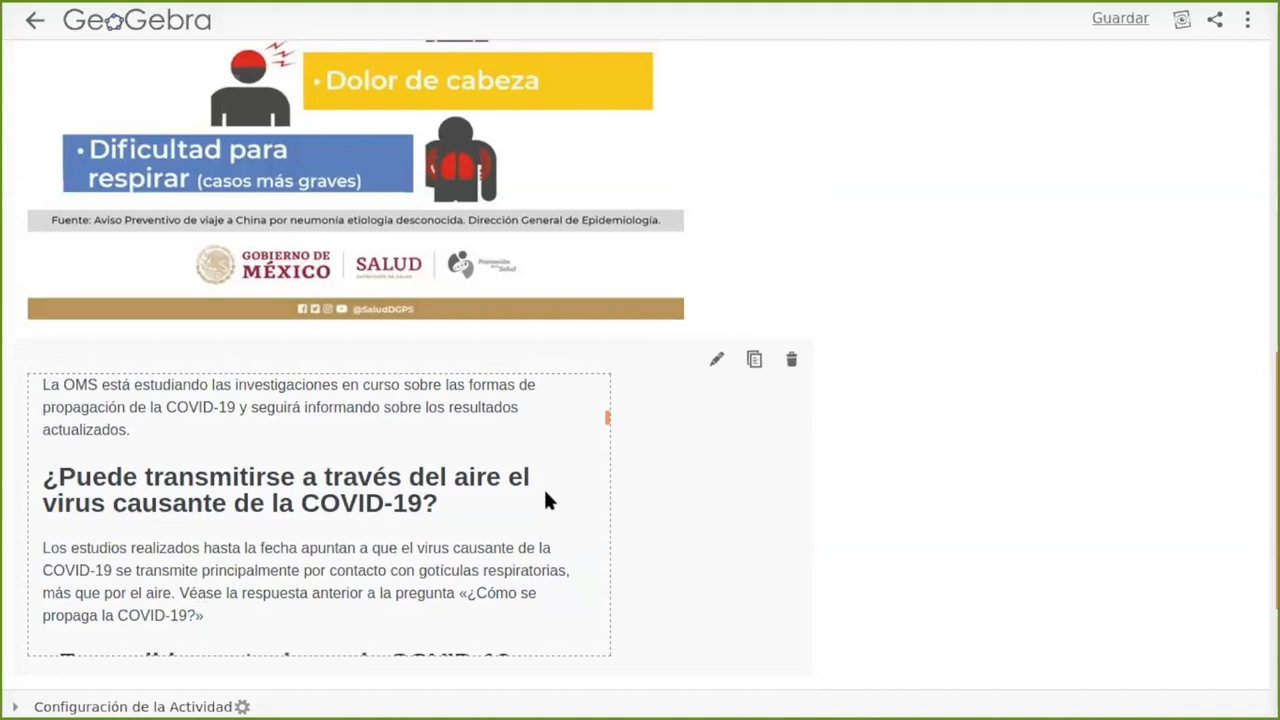 GeoGebra
Guardar
• Dolor de cabeza
• Dificultad para
respirar (casos más graves)
Fuente: Aviso Preventivo de viaje a China por neumonía etiología desconocida. Dirección General de Epidemiología.
GOBIERNO DE
MÉXICO
SALUD
@SaludDGPS
La OMS está estudiando las investigaciones en curso sobre las formas de
propagación de la COVID-19 y seguirá informando sobre los resultados
actualizados.
¿Puede transmitirse a través del aire el
virus causante de la COVID-19?
Los estudios realizados hasta la fecha apuntan a que el virus causante de la
COVID-19 se transmite principalmente por contacto con gotículas respiratorias,
más que por el aire. Véase la respuesta anterior a la pregunta «¿Cómo se
propaga la COVID-19?»
Configuración de la Actividad